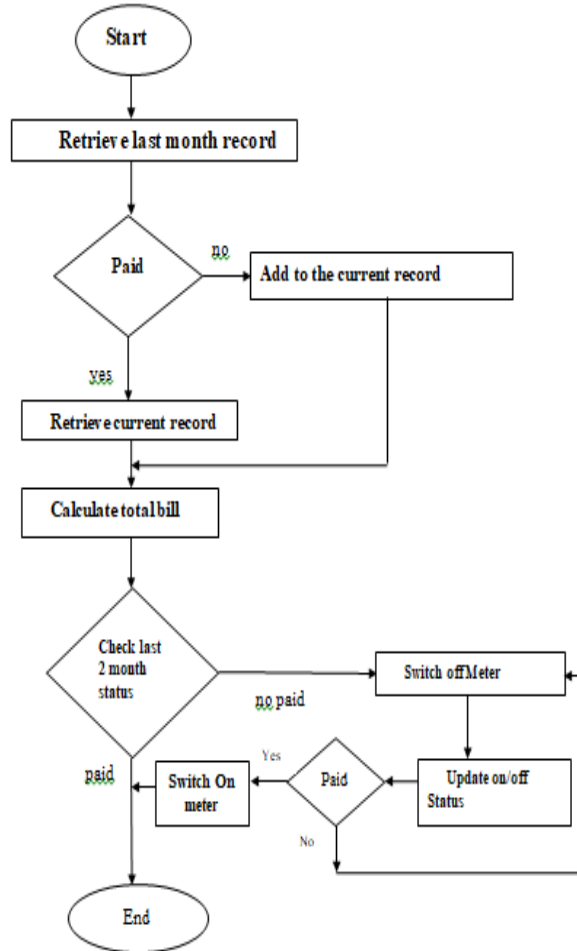 Start
Retrieve last month record
Paid
no
Add to the current record
yes
Retrieve current record
Calculate total bill
Check last
2 month
status
no paid
Switch off Meter
paid
Switch On
meter
Yes
Paid
Update on/off
Status
No
End